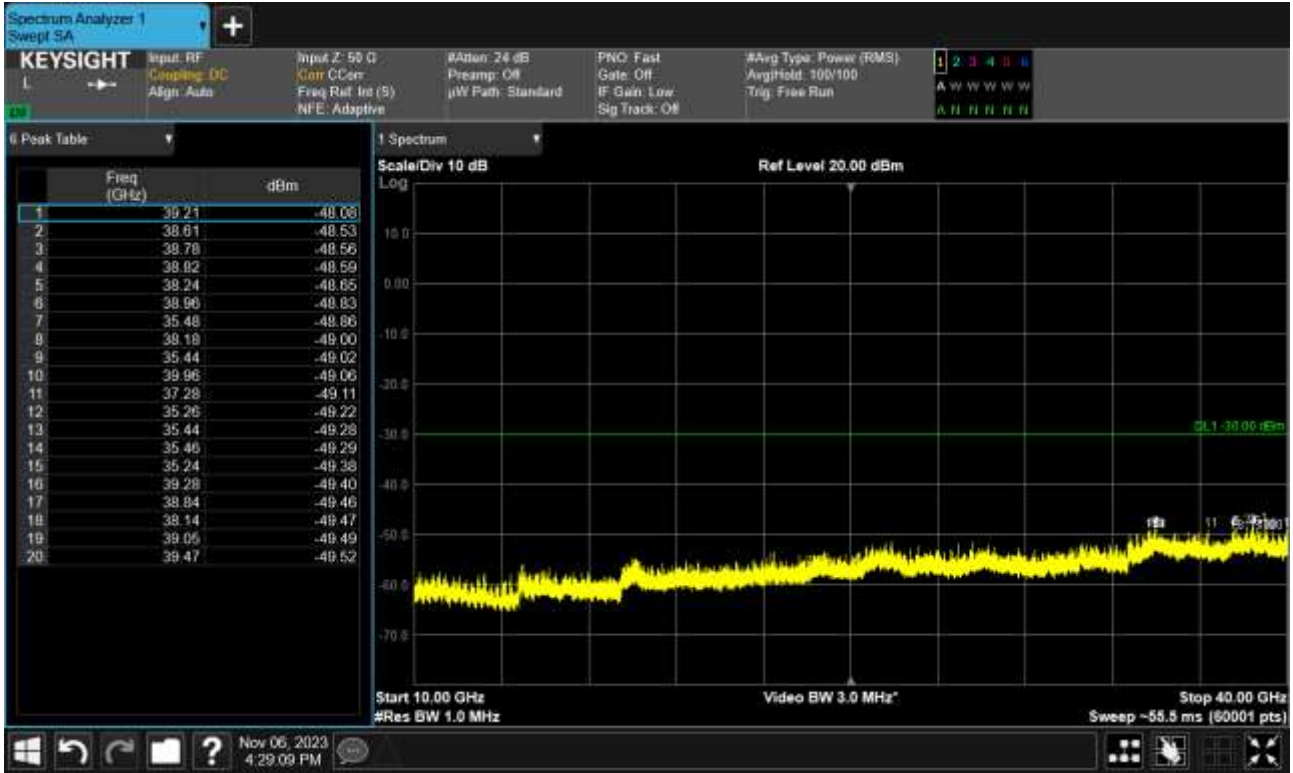 Spectrum Analyzer 1
Swept SA
KEYSIGHT
L
Input: RF
Coupling: DC
Align: Auto
Input Z: 50 Ω
Corr CCorr
Freq Ref: Int (S)
NFE: Adaptive
#Atten: 24 dB
Preamp: Off
µW Path: Standard
PNO: Fast
Gate: Off
IF Gain: Low
Sig Track: Off
#Avg Type: Power (RMS)
Avg|Hold: 100/100
Trig: Free Run
1 2 3 4 5 6
A W W W W W
A N N N N N
6 Peak Table
Freq (GHz) dBm
1 39.21 -48.08
2 38.61 -48.53
3 38.78 -48.56
4 38.82 -48.59
5 38.24 -48.65
6 38.96 -48.83
7 35.48 -48.86
8 38.18 -49.00
9 35.44 -49.02
10 39.96 -49.06
11 37.28 -49.11
12 35.26 -49.22
13 35.44 -49.28
14 35.46 -49.29
15 35.24 -49.38
16 39.28 -49.40
17 38.84 -49.46
18 38.14 -49.47
19 39.05 -49.49
20 39.47 -49.52
1 Spectrum
Scale/Div 10 dB
Ref Level 20.00 dBm
Log
10.0
0.00
-10.0
-20.0
-30.0
DL1 -30.00 dBm
-40.0
11
-50.0
-60.0
-70.0
Start 10.00 GHz
Video BW 3.0 MHz*
Stop 40.00 GHz
#Res BW 1.0 MHz
Sweep ~55.5 ms (60001 pts)
?
Nov 06, 2023
4:29:09 PM